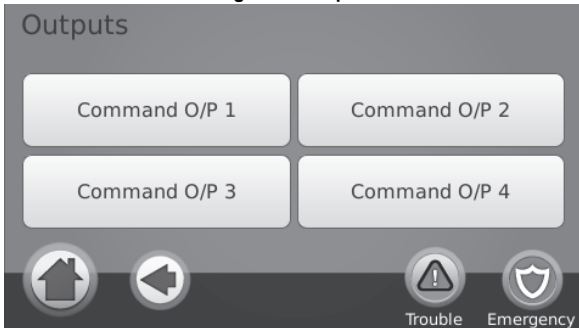 Outputs
Command O/P 1
Command O/P 2
Command O/P 3
Command O/P 4
Trouble
Emergency